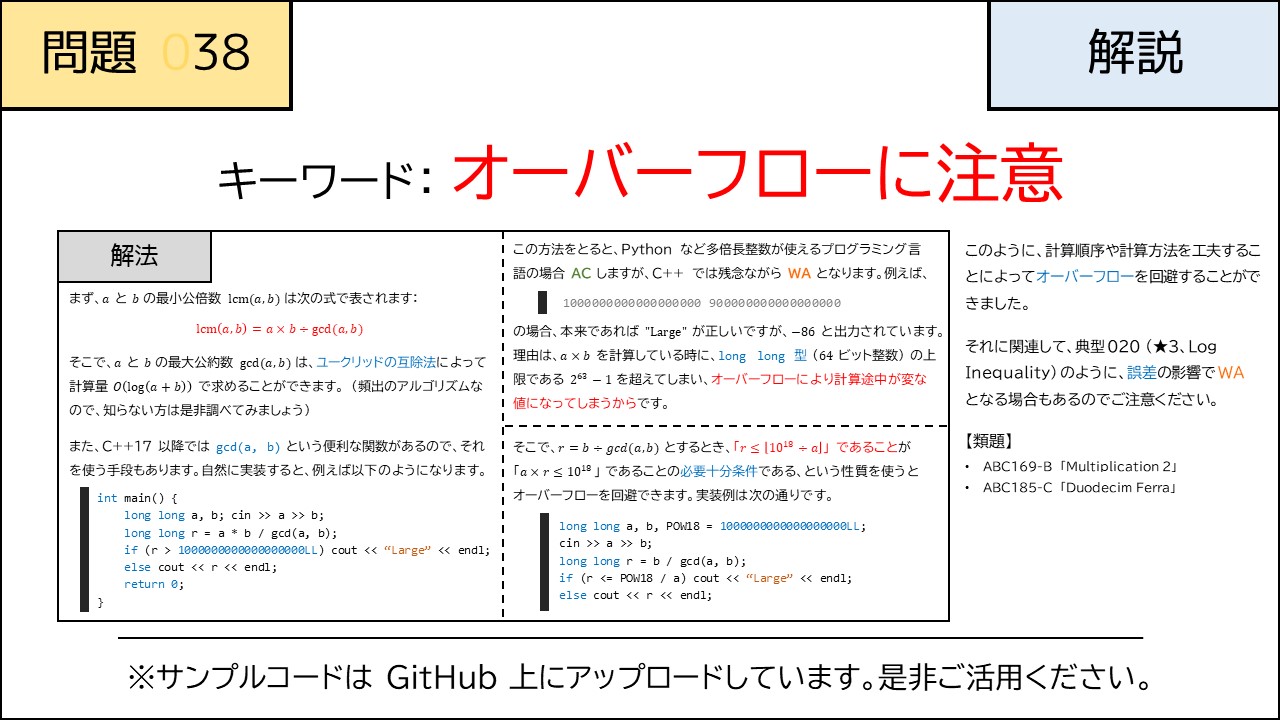 問題 038
解説
キーワード: オーバーフローに注意
解法
まず、a と b の最小公倍数 lcm(a, b) は次の式で表されます:
lcm(a, b) = a × b ÷ gcd(a, b)
そこで、a と b の最大公約数 gcd(a, b) は、ユークリッドの互除法によって
計算量 O(log(a + b)) で求めることができます。(頻出のアルゴリズムな
ので、知らない方は是非調べてみましょう)
また、C++17 以降では gcd(a, b) という便利な関数があるので、それ
を使う手段もあります。自然に実装すると、例えば以下のようになります。
int main() {
long long a, b; cin >> a >> b;
long long r = a * b / gcd(a, b);
if (r > 1000000000000000000LL) cout << “Large” << endl;
else cout << r << endl;
return 0;
}
この方法をとると、Python など多倍長整数が使えるプログラミング言
語の場合 AC しますが、C++ では残念ながら WA となります。例えば、
1000000000000000000 900000000000000000
の場合、本来であれば "Large" が正しいですが、−86 と出力されています。
理由は、a × b を計算している時に、long long 型 (64 ビット整数) の上
限である 2⁶³ − 1 を超えてしまい、オーバーフローにより計算途中が変な
値になってしまうからです。
そこで、r = b ÷ gcd(a, b) とするとき、「r ≤ ⌊10¹⁸ ÷ a⌋」であることが
「a × r ≤ 10¹⁸」であることの必要十分条件である、という性質を使うと
オーバーフローを回避できます。実装例は次の通りです。
long long a, b, POW18 = 1000000000000000000LL;
cin >> a >> b;
long long r = b / gcd(a, b);
if (r <= POW18 / a) cout << “Large” << endl;
else cout << r << endl;
このように、計算順序や計算方法を工夫するこ
とによってオーバーフローを回避することがで
きました。
それに関連して、典型020 (★3、Log
Inequality) のように、誤差の影響で WA
となる場合もあるのでご注意ください。
【類題】
• ABC169-B「Multiplication 2」
• ABC185-C「Duodecim Ferra」
※サンプルコードは GitHub 上にアップロードしています。是非ご活用ください。